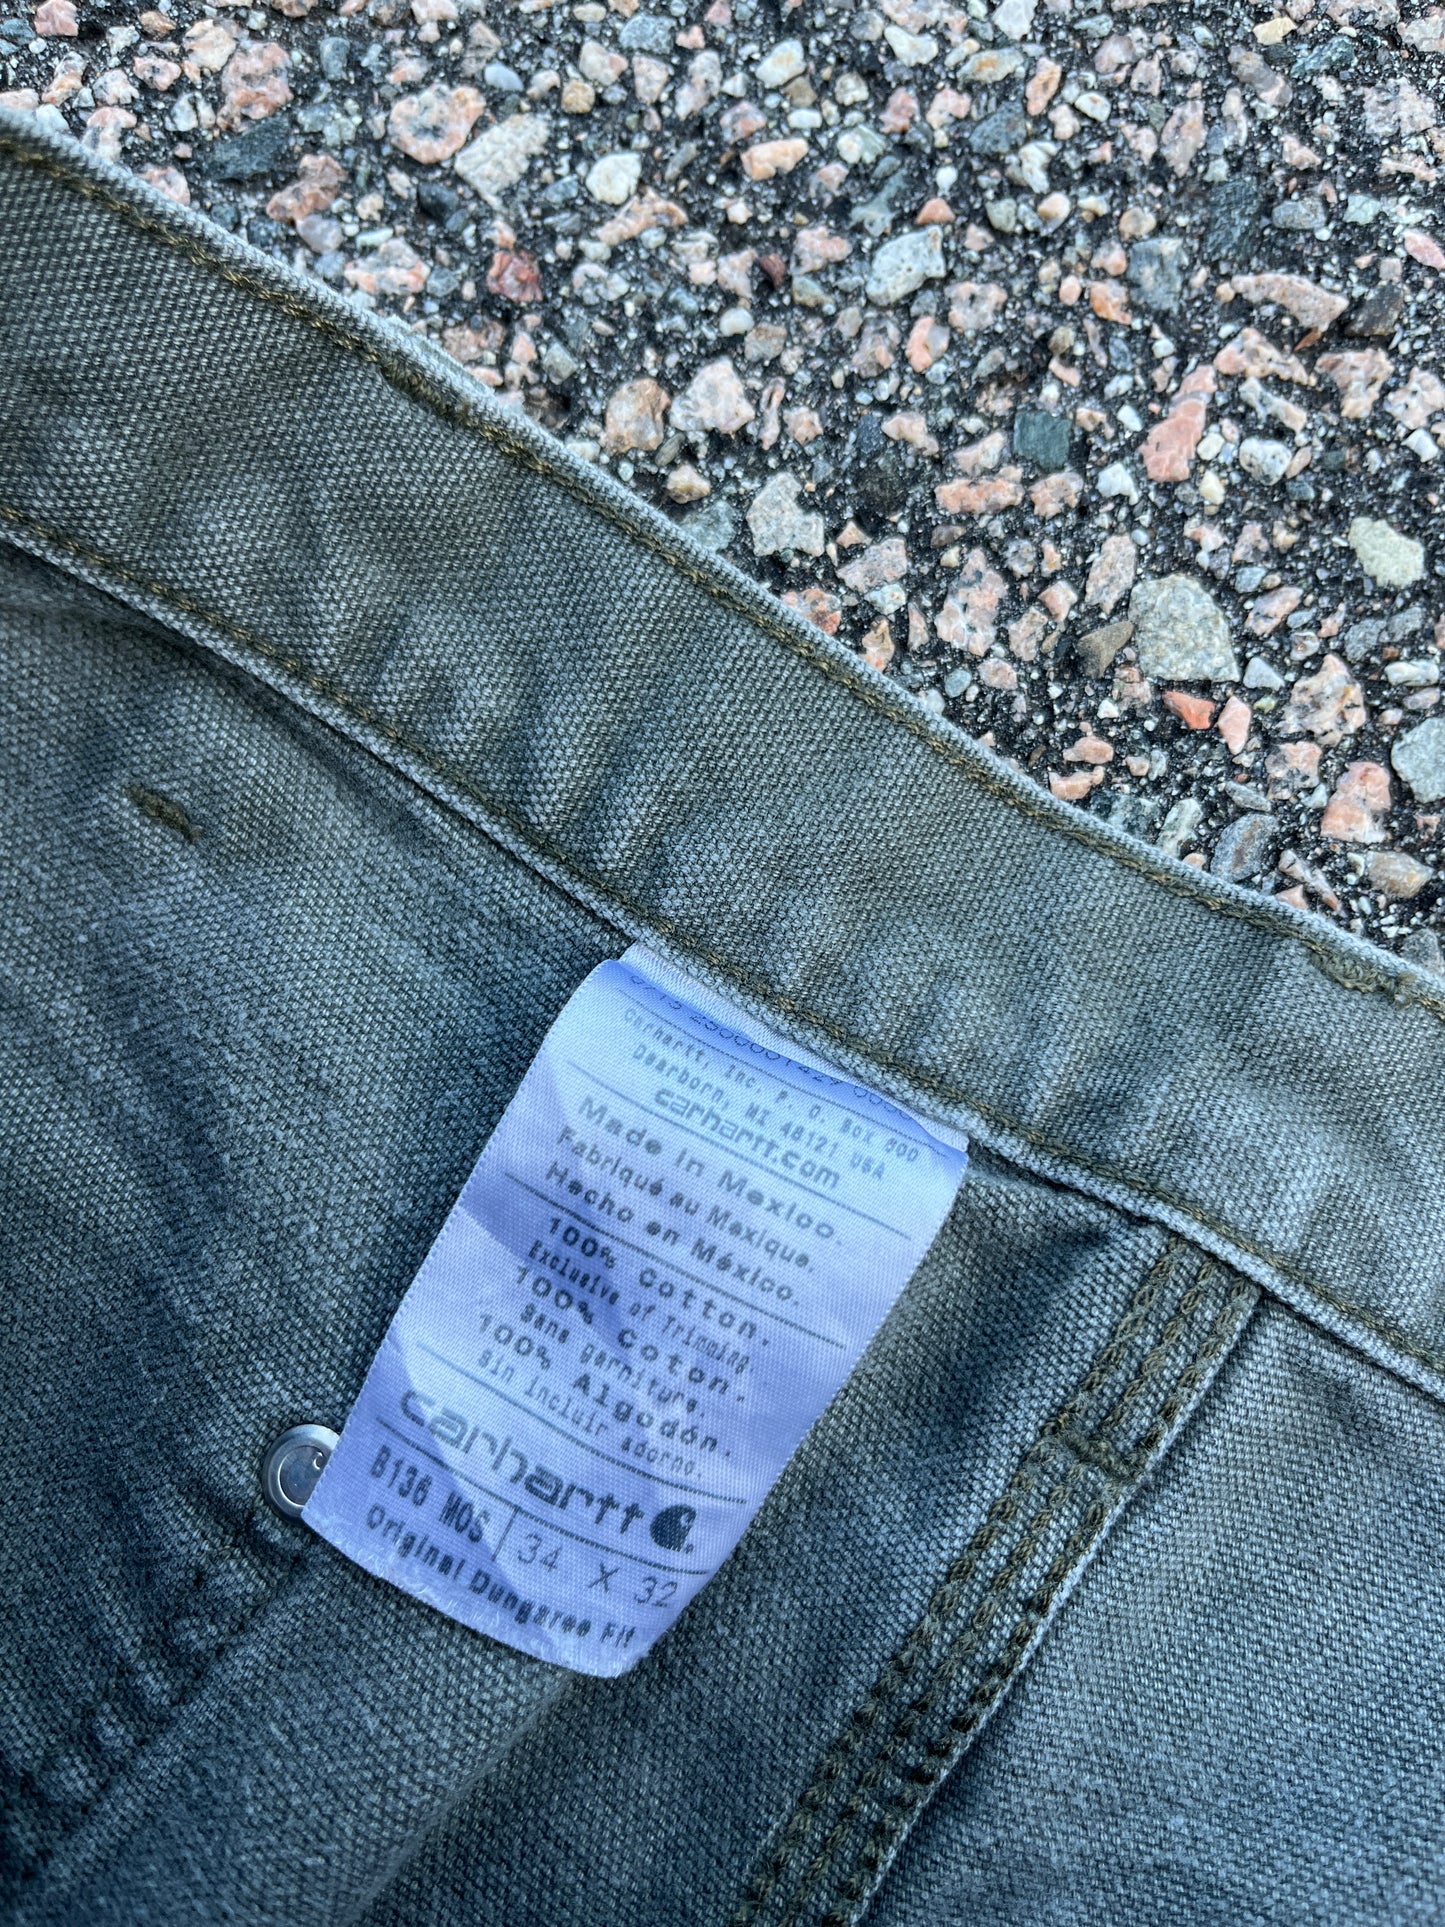 Carhartt, Inc. P. O. Box 600
Dearborn, MI 48121 USA
carhartt.com
Made in Mexico.
Fabriqué au Mexique.
Hecho en México.
100% Cotton.
Exclusive of Trimming.
100% Coton.
Sans garniture.
100% Algodón.
sin incluir adorno.
carhartt
B136 MOS 34 X 32
Original Dungaree Fit